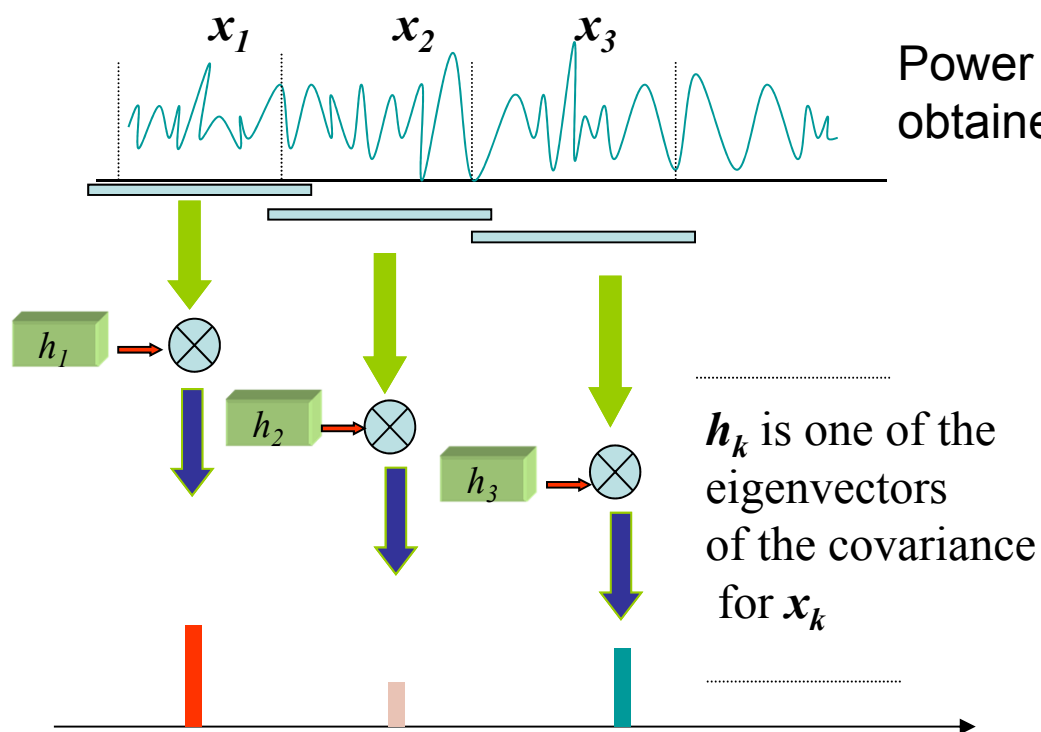 x1 x2 x3
Power
obtaine
h1
h2
h3
hk is one of the
eigenvectors
of the covariance
for xk